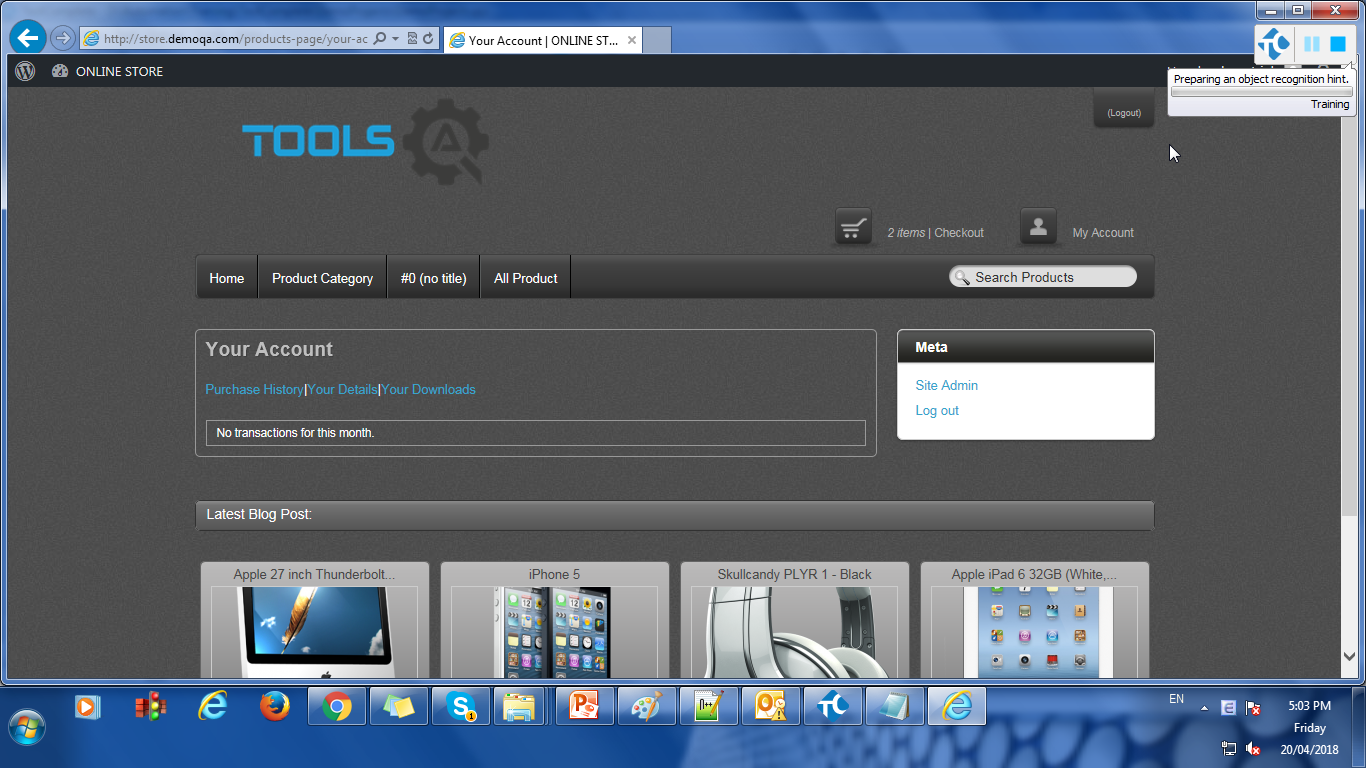 http://store.demoqa.com/products-page/your-ac
Your Account | ONLINE ST...
ONLINE STORE
Preparing an object recognition hint.
Training
(Logout)
TOOLS
A
2 items | Checkout
My Account
Home
Product Category
#0 (no title)
All Product
Search Products
Your Account
Meta
Purchase History|Your Details|Your Downloads
Site Admin
Log out
No transactions for this month.
Latest Blog Post:
Apple 27 inch Thunderbolt...
iPhone 5
Skullcandy PLYR 1 - Black
Apple iPad 6 32GB (White,...
EN
5:03 PM
Friday
20/04/2018